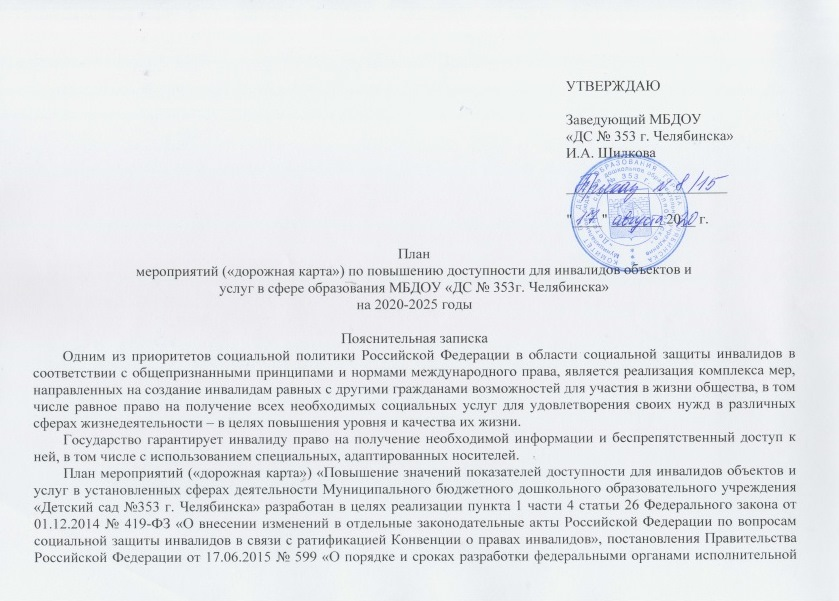 УТВЕРЖДАЮ
Заведующий МБДОУ
«ДС № 353 г. Челябинска»
И.А. Шилкова
Приказ N 8/15
"17" августа 2020 г.
План
мероприятий («дорожная карта») по повышению доступности для инвалидов объектов и
услуг в сфере образования МБДОУ «ДС № 353г. Челябинска»
на 2020-2025 годы
Пояснительная записка
Одним из приоритетов социальной политики Российской Федерации в области социальной защиты инвалидов в
соответствии с общепризнанными принципами и нормами международного права, является реализация комплекса мер,
направленных на создание инвалидам равных с другими гражданами возможностей для участия в жизни общества, в том
числе равное право на получение всех необходимых социальных услуг для удовлетворения своих нужд в различных
сферах жизнедеятельности – в целях повышения уровня и качества их жизни.
Государство гарантирует инвалиду право на получение необходимой информации и беспрепятственный доступ к
ней, в том числе с использованием специальных, адаптированных носителей.
План мероприятий («дорожная карта») «Повышение значений показателей доступности для инвалидов объектов и
услуг в установленных сферах деятельности Муниципального бюджетного дошкольного образовательного учреждения
«Детский сад №353 г. Челябинска» разработан в целях реализации пункта 1 части 4 статьи 26 Федерального закона от
01.12.2014 № 419-ФЗ «О внесении изменений в отдельные законодательные акты Российской Федерации по вопросам
социальной защиты инвалидов в связи с ратификацией Конвенции о правах инвалидов», постановления Правительства
Российской Федерации от 17.06.2015 № 599 «О порядке и сроках разработки федеральными органами исполнительной